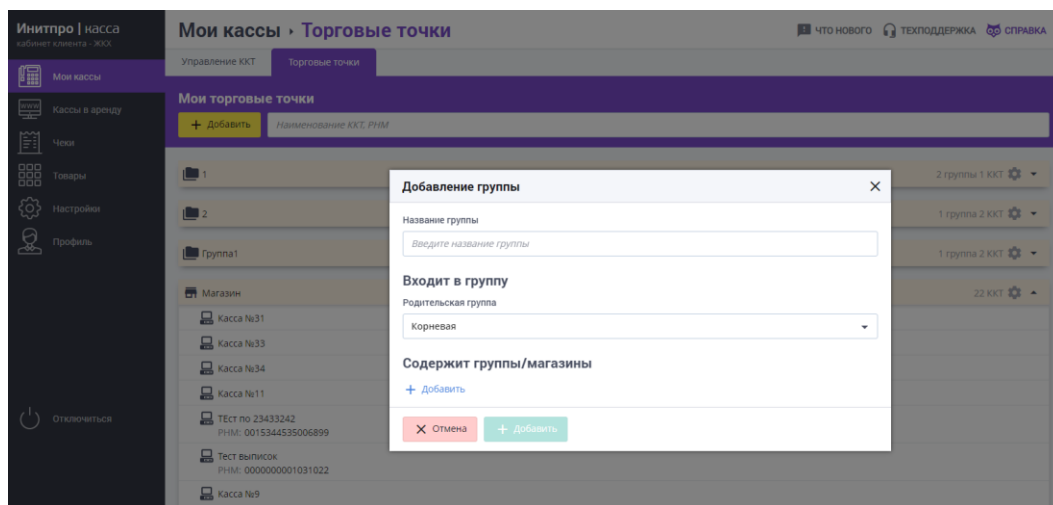 Инитпро | касса
кабинет клиента - ЖКХ
Мои кассы › Торговые точки
ЧТО НОВОГО
ТЕХПОДДЕРЖКА
СПРАВКА
Управление ККТ
Торговые точки
Мои кассы
WWW
Кассы в аренду
Чеки
Товары
Настройки
Профиль
Отключиться
Мои торговые точки
+ Добавить
Наименование ККТ, РНМ
1
2 группы 1 ККТ
2
1 группа 2 ККТ
Группа1
1 группа 2 ККТ
Магазин
22 ККТ
Касса №31
Касса №33
Касса №34
Касса №11
ТЕст по 23433242
РНМ: 0015344535006899
Тест выписок
РНМ: 0000000001031022
Касса №9
Добавление группы
Название группы
Введите название группы
Входит в группу
Родительская группа
Корневая
Содержит группы/магазины
+ Добавить
Отмена
+ Добавить